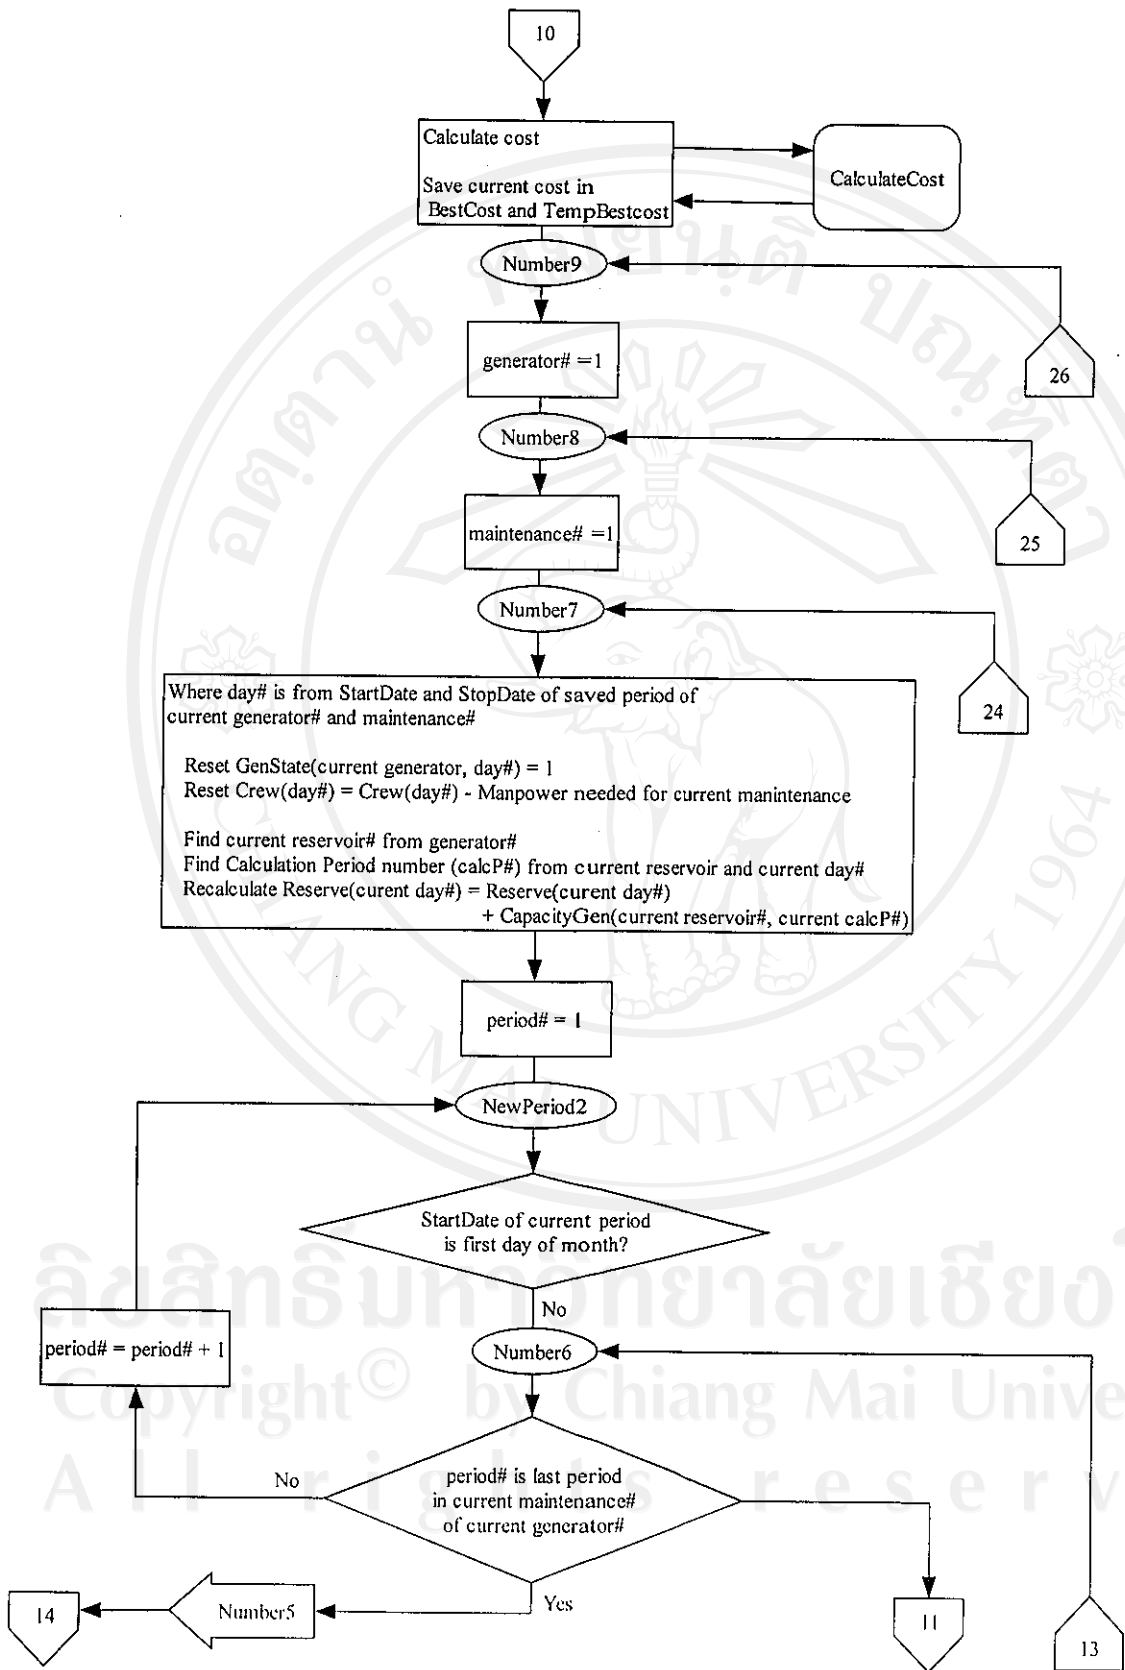 10
Calculate cost
Save current cost in
BestCost and TempBestcost
CalculateCost
Number9
generator# =1
26
Number8
maintenance# =1
25
Number7
24
Where day# is from StartDate and StopDate of saved period of
current generator# and maintenance#
Reset GenState(current generator, day#) = 1
Reset Crew(day#) = Crew(day#) - Manpower needed for current manintenance
Find current reservoir# from generator#
Find Calculation Period number (calcP#) from current reservoir and current day#
Recalculate Reserve(curent day#) = Reserve(curent day#)
+ CapacityGen(current reservoir#, current calcP#)
period# = 1
NewPeriod2
StartDate of current period
is first day of month?
No
period# = period# + 1
Number6
No
period# is last period
in current maintenance#
of current generator#
Yes
14
Number5
11
13
CHIANG MAI UNIVERSITY 1964
Copyright© by Chiang Mai Unive
All rights reserv